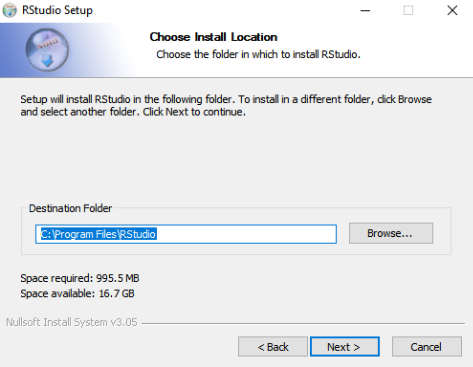 RStudio Setup
Choose Install Location
Choose the folder in which to install RStudio.
Setup will install RStudio in the following folder. To install in a different folder, click Browse
and select another folder. Click Next to continue.
Destination Folder
C:\Program Files\RStudio
Browse...
Space required: 995.5 MB
Space available: 16.7 GB
Nullsoft Install System v3.05
< Back
Next >
Cancel